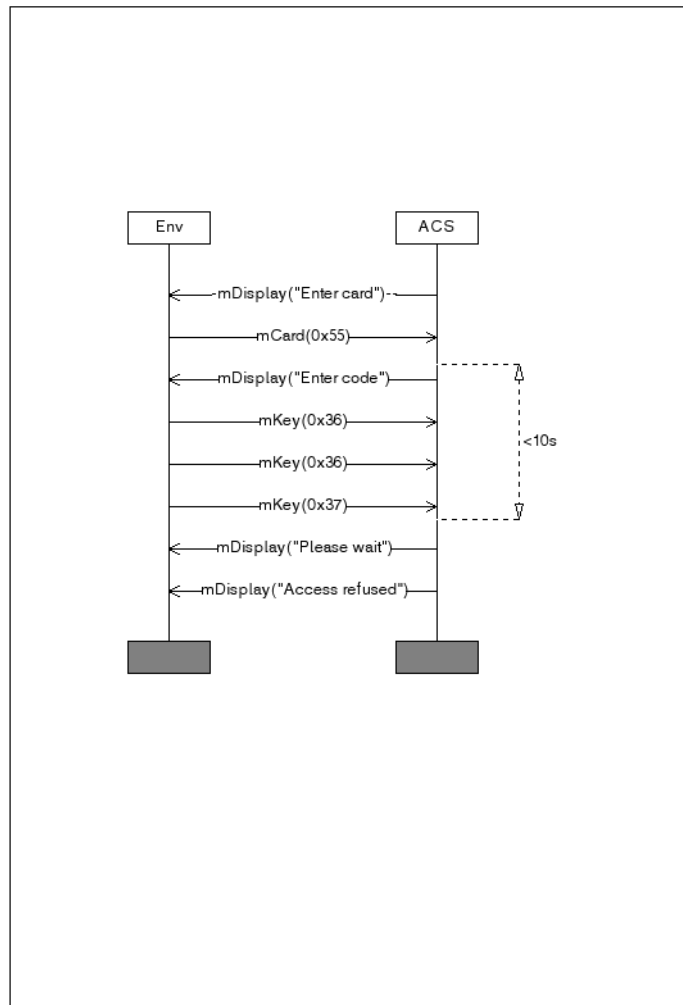 Env
ACS
mDisplay("Enter card")
mCard(0x55)
mDisplay("Enter code")
mKey(0x36)
<10s
mKey(0x36)
mKey(0x37)
mDisplay("Please wait")
mDisplay("Access refused")